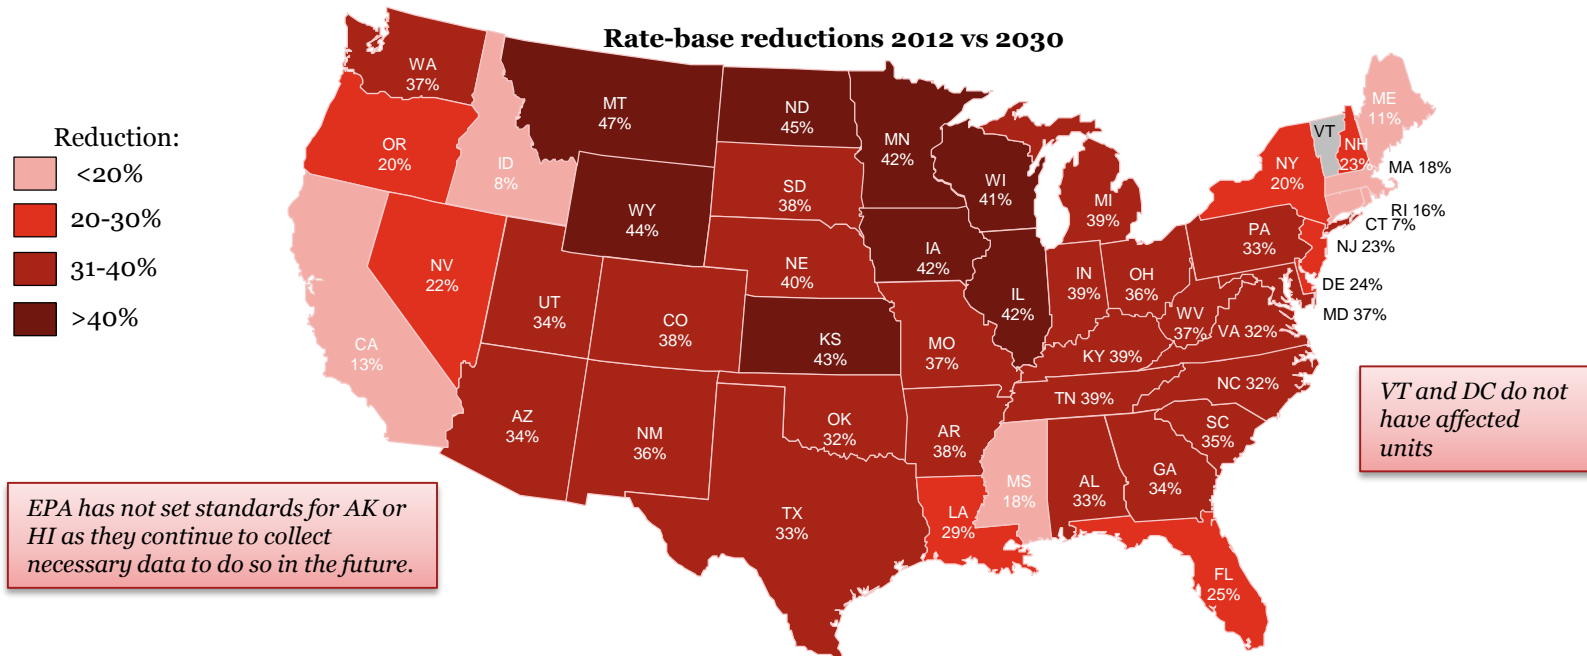 Rate-base reductions 2012 vs 2030
Reduction:
<20%
20-30%
31-40%
>40%
WA
37%
OR
20%
ID
8%
MT
47%
ND
45%
MN
42%
WI
41%
SD
38%
WY
44%
NV
22%
CA
13%
UT
34%
CO
38%
NE
40%
KS
43%
IA
42%
IL
42%
MO
37%
MI
39%
IN
39%
OH
36%
PA
33%
NY
20%
VT
NH
23%
ME
11%
MA 18%
RI 16%
CT 7%
NJ 23%
DE 24%
MD 37%
WV
37%
VA 32%
KY 39%
TN 39%
NC 32%
SC
35%
AZ
34%
NM
36%
OK
32%
AR
38%
TX
33%
LA
29%
MS
18%
AL
33%
GA
34%
FL
25%
VT and DC do not
have affected
units
EPA has not set standards for AK or
HI as they continue to collect
necessary data to do so in the future.